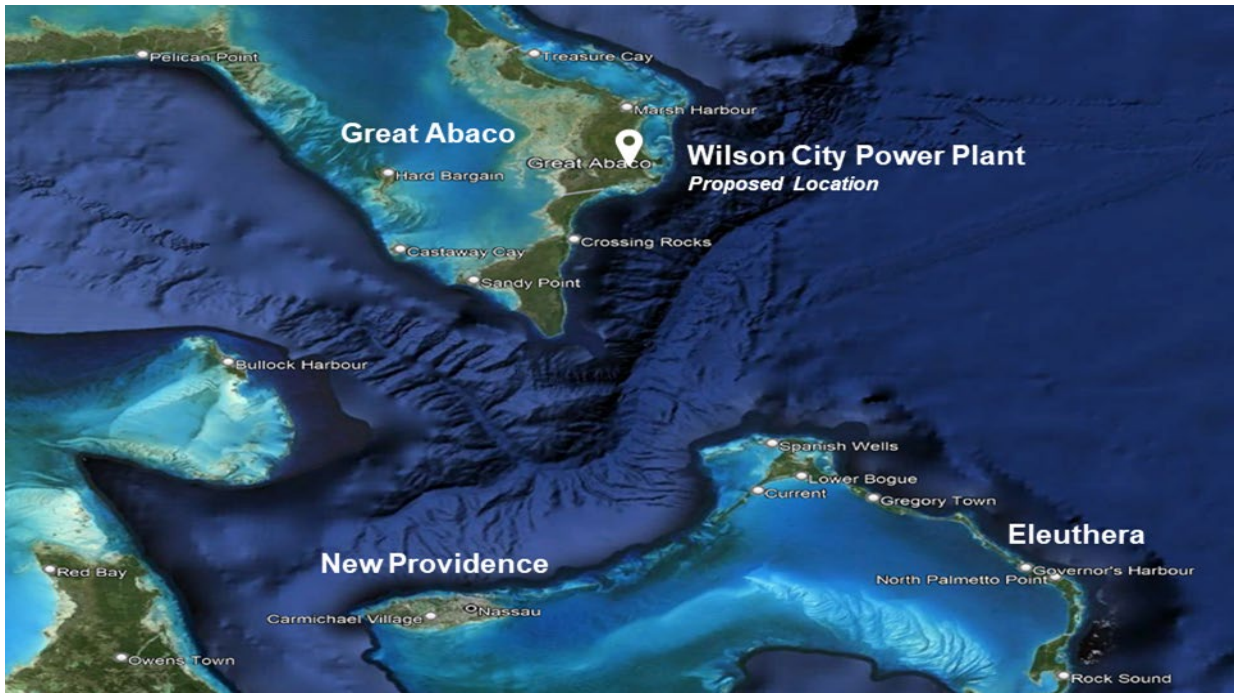 Pelican Point
Treasure Cay
Marsh Harbour
Great Abaco
Great Abaco
Wilson City Power Plant
Proposed Location
Hard Bargain
Crossing Rocks
Castaway Cay
Sandy Point
Bullock Harbour
Spanish Wells
Lower Bogue
Current
Gregory Town
Eleuthera
New Providence
Governor's Harbour
North Palmetto Point
Red Bay
Nassau
Carmichael Village
Owens Town
Rock Sound